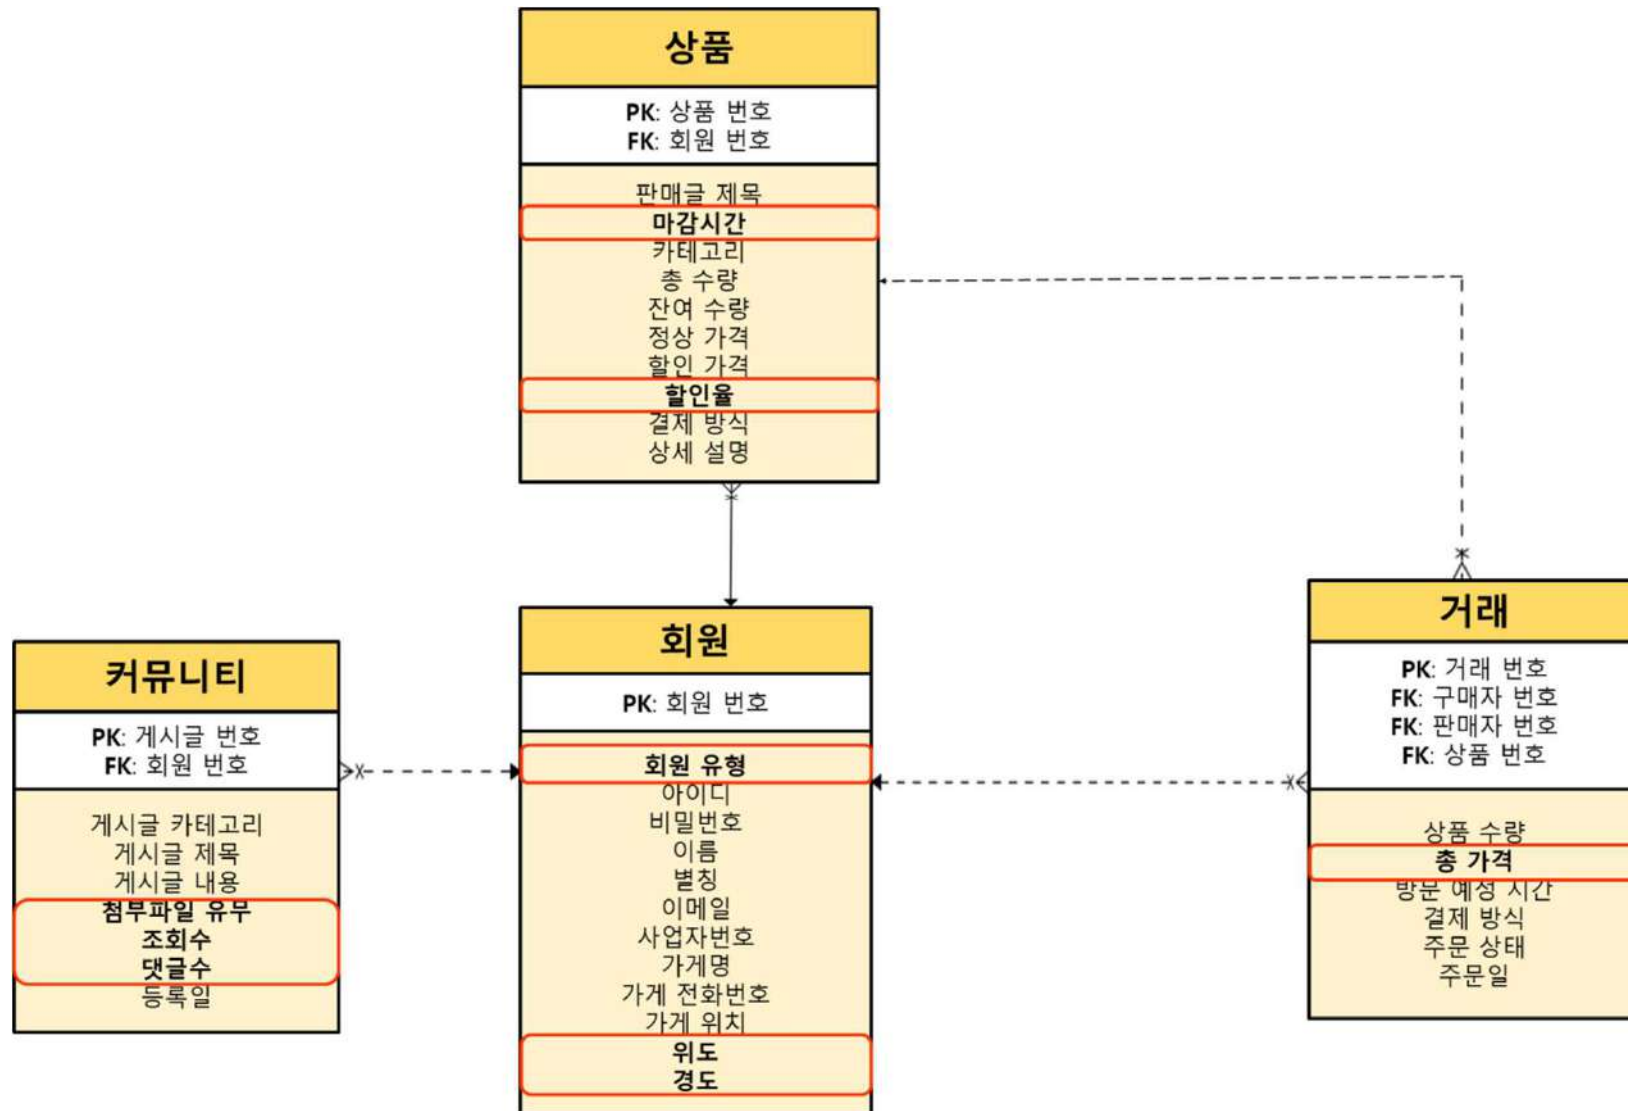 상품
PK: 상품 번호
FK: 회원 번호
판매글 제목
마감시간
카테고리
총 수량
잔여 수량
정상 가격
할인 가격
할인율
결제 방식
상세 설명
커뮤니티
PK: 게시글 번호
FK: 회원 번호
게시글 카테고리
게시글 제목
게시글 내용
첨부파일 유무
조회수
댓글수
등록일
회원
PK: 회원 번호
회원 유형
아이디
비밀번호
이름
별칭
이메일
사업자번호
가게명
가게 전화번호
가게 위치
위도
경도
거래
PK: 거래 번호
FK: 구매자 번호
FK: 판매자 번호
FK: 상품 번호
상품 수량
총 가격
방문 예정 시간
결제 방식
주문 상태
주문일